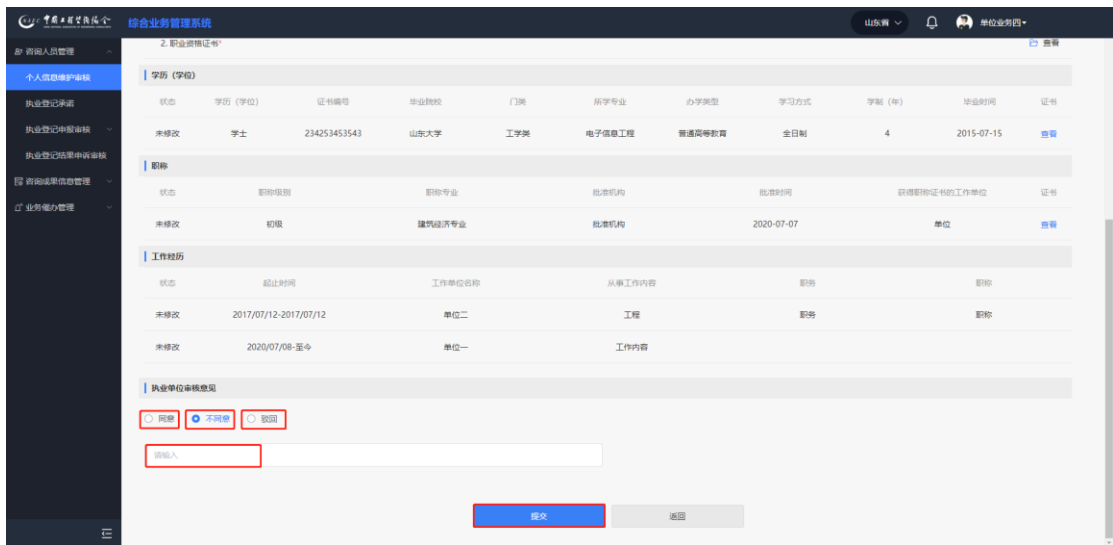 中国工程咨询协会 综合业务管理系统 山东省 单位业务四
咨询人员管理
个人信息维护审核
执业登记承诺
执业登记申报审核
执业登记结果申诉审核
咨询成果信息管理
业务催办管理
2. 职业资格证书* 查看
学历（学位）
状态 学历（学位） 证书编号 毕业院校 门类 所学专业 办学类型 学习方式 学制（年） 毕业时间 证书
未修改 学士 234253453543 山东大学 工学类 电子信息工程 普通高等教育 全日制 4 2015-07-15 查看
职称
状态 职称级别 职称专业 批准机构 批准时间 获得职称证书的工作单位 证书
未修改 初级 建筑经济专业 批准机构 2020-07-07 单位 查看
工作经历
状态 起止时间 工作单位名称 从事工作内容 职务 职称
未修改 2017/07/12-2017/07/12 单位二 工程 职务 职称
未修改 2020/07/08-至今 单位一 工作内容
执业单位审核意见
同意 不同意 驳回
请输入
提交 返回